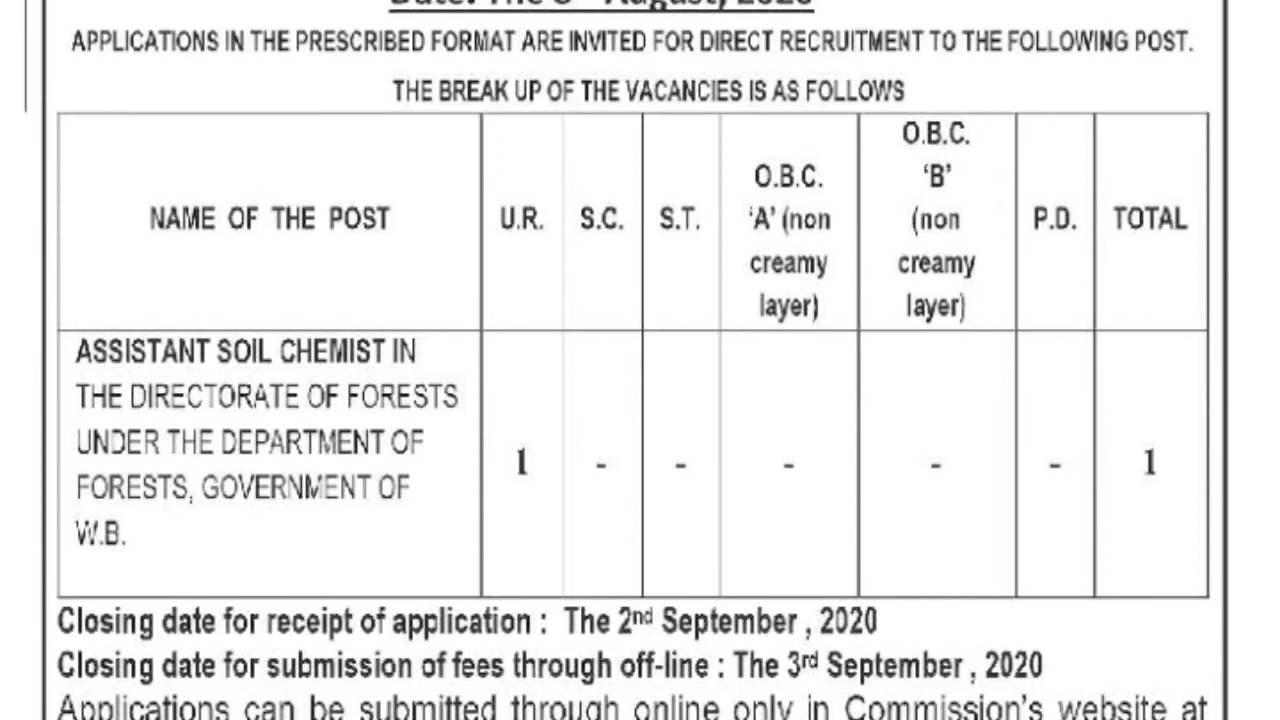 August, 2020
APPLICATIONS IN THE PRESCRIBED FORMAT ARE INVITED FOR DIRECT RECRUITMENT TO THE FOLLOWING POST.
THE BREAK UP OF THE VACANCIES IS AS FOLLOWS
NAME OF THE POST
U.R.
S.C.
S.T.
O.B.C.
‘A’ (non
creamy
layer)
O.B.C.
‘B’
(non
creamy
layer)
P.D.
TOTAL
ASSISTANT SOIL CHEMIST IN
THE DIRECTORATE OF FORESTS
UNDER THE DEPARTMENT OF
FORESTS, GOVERNMENT OF
W.B.
1
-
-
-
-
-
1
Closing date for receipt of application : The 2nd September , 2020
Closing date for submission of fees through off-line : The 3rd September , 2020
Applications can be submitted through online only in Commission's website at